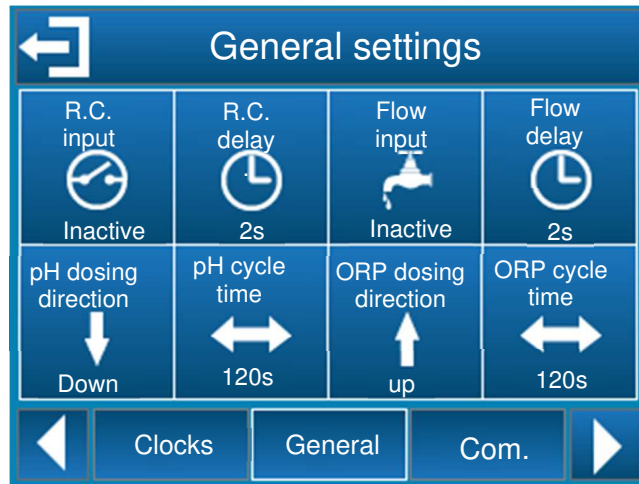 General settings
R.C.
input
Inactive
R.C.
delay
2s
Flow
input
Inactive
Flow
delay
2s
pH dosing
direction
Down
pH cycle
time
120s
ORP dosing
direction
up
ORP cycle
time
120s
Clocks
General
Com.